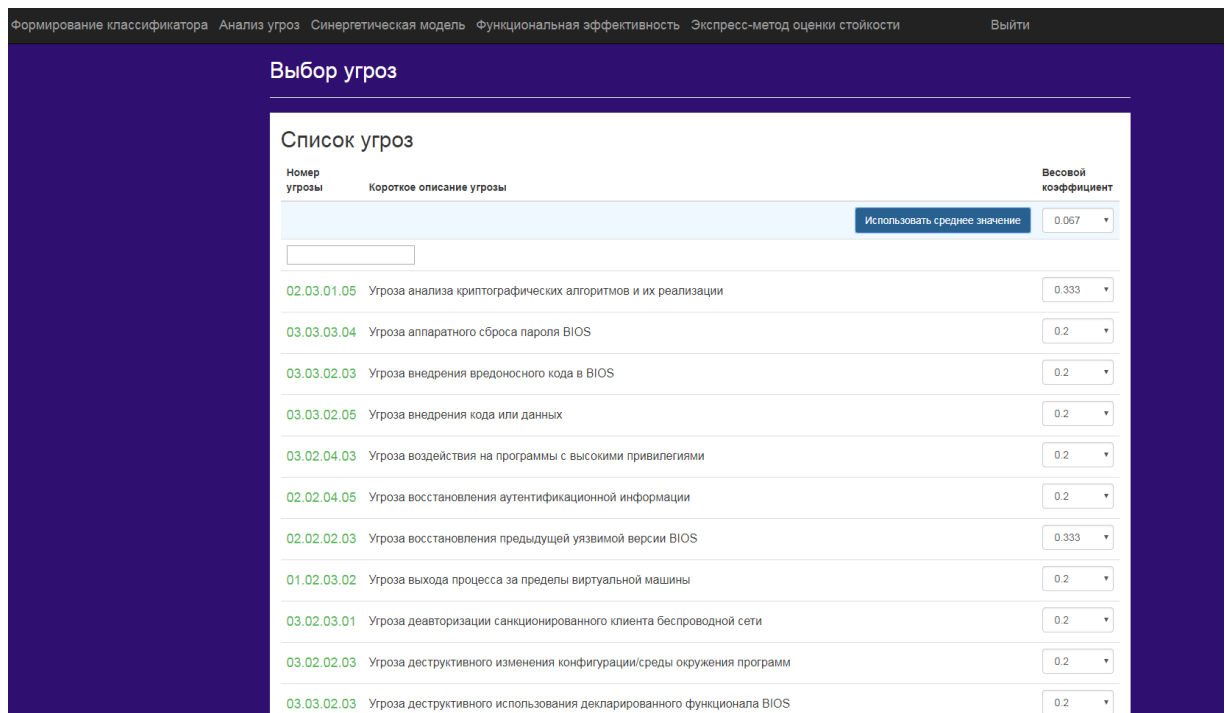 Формирование классификатора Анализ угроз Синергетическая модель Функциональная эффективность Экспресс-метод оценки стойкости Выйти
Выбор угроз
Список угроз
Номер угрозы Короткое описание угрозы Весовой коэффициент
Использовать среднее значение 0.067
02.03.01.05 Угроза анализа криптографических алгоритмов и их реализации 0.333
03.03.03.04 Угроза аппаратного сброса пароля BIOS 0.2
03.03.02.03 Угроза внедрения вредоносного кода в BIOS 0.2
03.03.02.05 Угроза внедрения кода или данных 0.2
03.02.04.03 Угроза воздействия на программы с высокими привилегиями 0.2
02.02.04.05 Угроза восстановления аутентификационной информации 0.2
02.02.02.03 Угроза восстановления предыдущей уязвимой версии BIOS 0.333
01.02.03.02 Угроза выхода процесса за пределы виртуальной машины 0.2
03.02.03.01 Угроза деавторизации санкционированного клиента беспроводной сети 0.2
03.02.02.03 Угроза деструктивного изменения конфигурации/среды окружения программ 0.2
03.03.02.03 Угроза деструктивного использования декларированного функционала BIOS 0.2